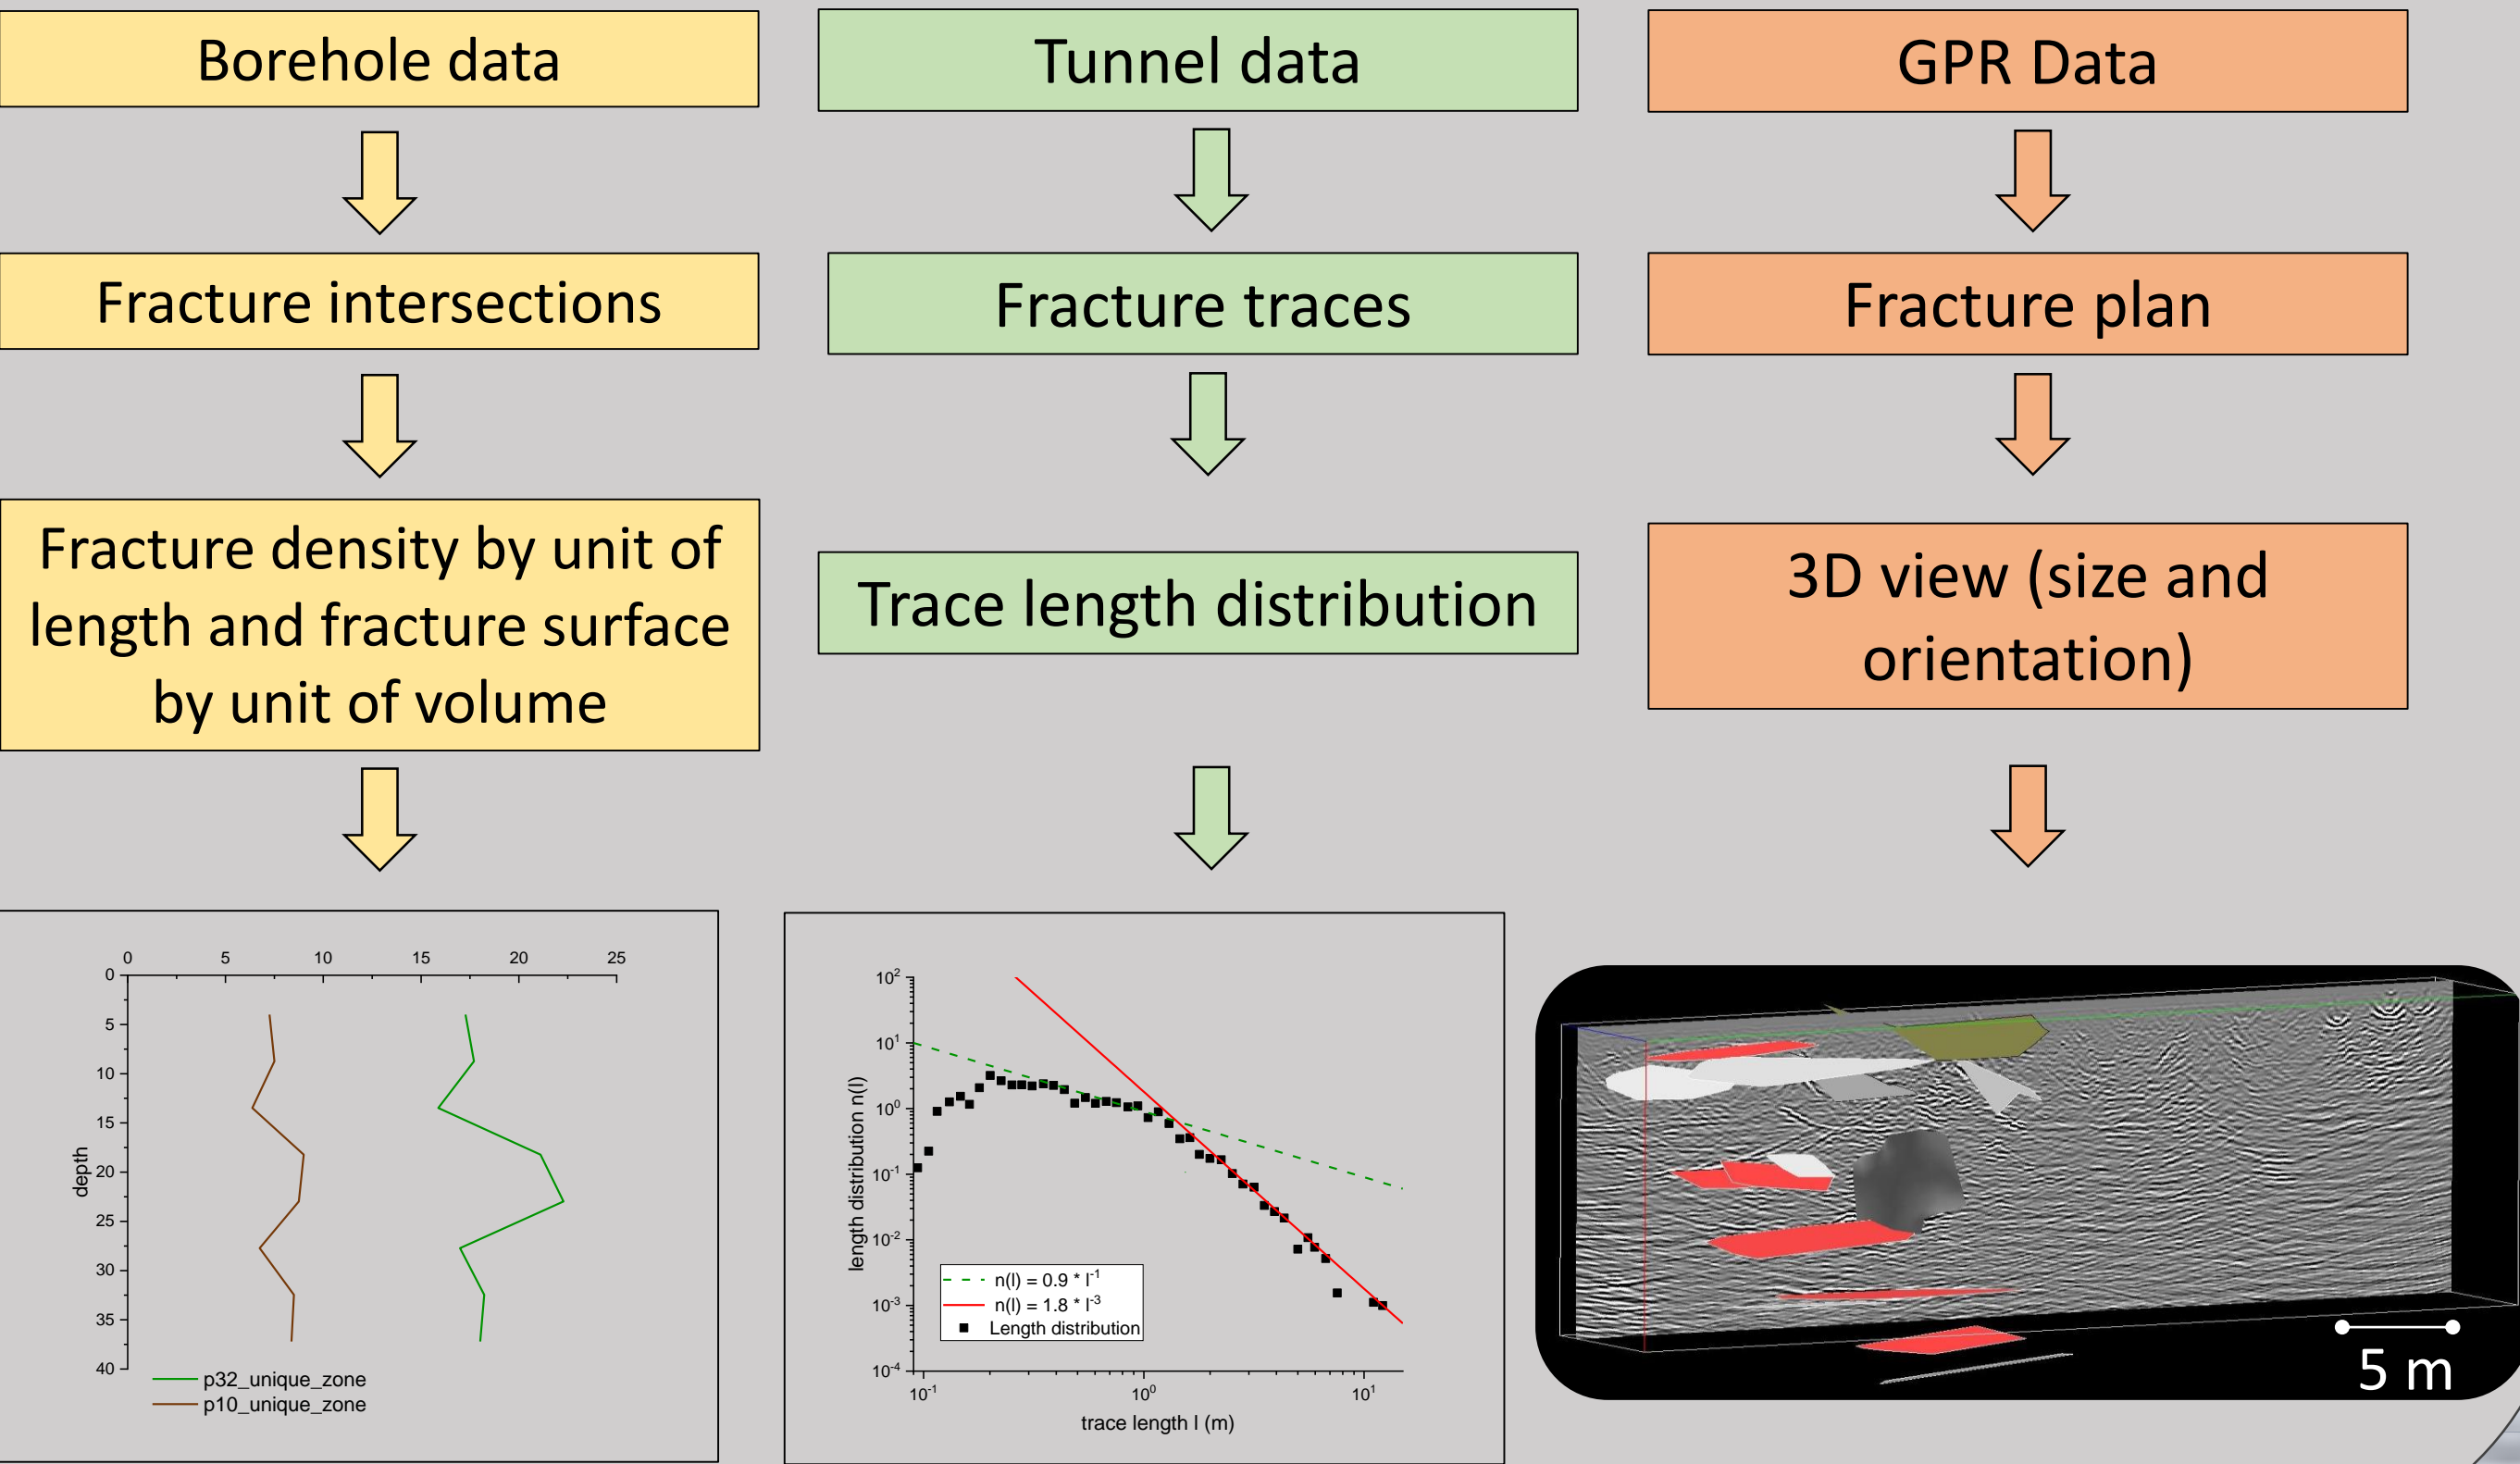 Borehole data
Tunnel data
GPR Data
Fracture intersections
Fracture traces
Fracture plan
Fracture density by unit of
length and fracture surface
by unit of volume
Trace length distribution
3D view (size and
orientation)
0 5 10 15 20 25
0
5
10
15
20
25
30
35
40
depth
p32_unique_zone
p10_unique_zone
10²
10¹
10⁰
10⁻¹
10⁻²
10⁻³
10⁻⁴
length distribution n(l)
n(l) = 0.9 * l⁻¹
n(l) = 1.8 * l⁻³
Length distribution
10⁻¹ 10⁰ 10¹
trace length l (m)
5 m